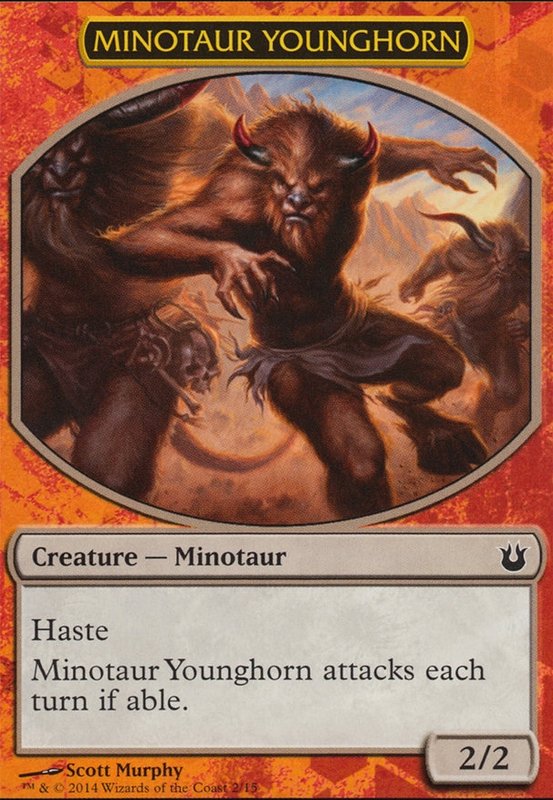 MINOTAUR YOUNGHORN
Creature — Minotaur
Haste
Minotaur Younghorn attacks each
turn if able.
2/2
Scott Murphy
™ & © 2014 Wizards of the Coast 2/15